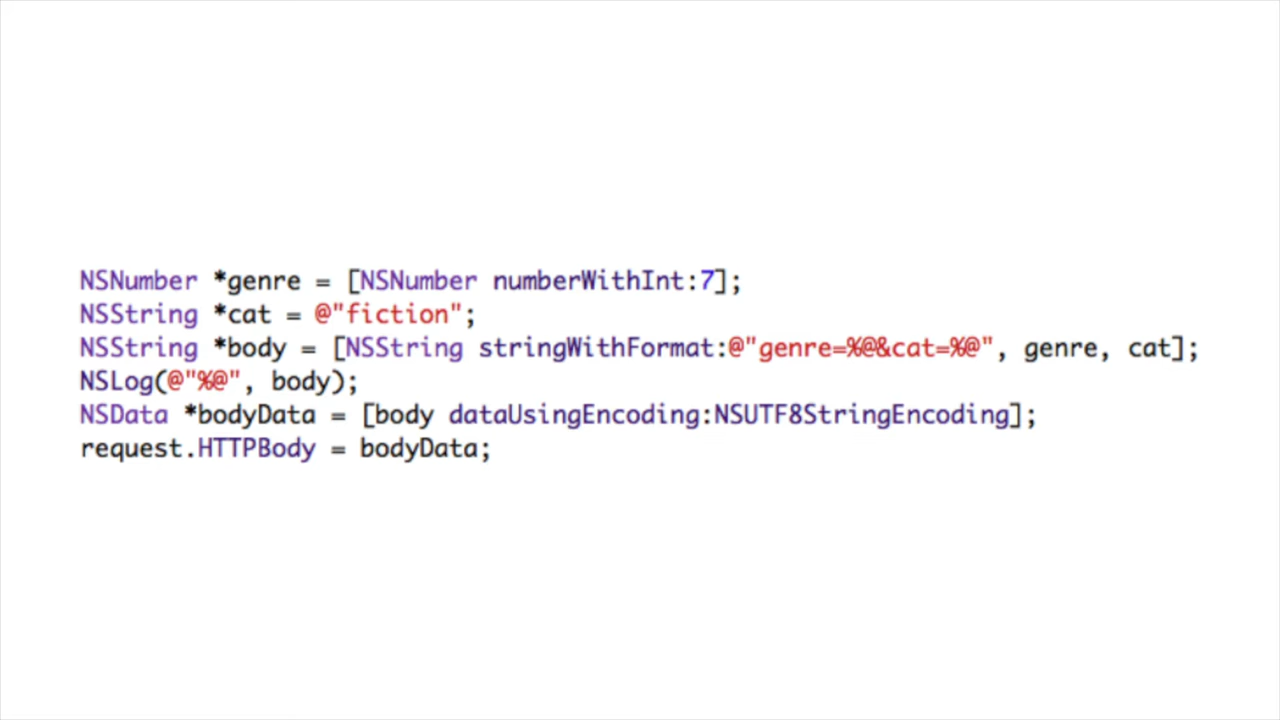 NSNumber *genre = [NSNumber numberWithInt:7];
NSString *cat = @"fiction";
NSString *body = [NSString stringWithFormat:@"genre=%@&cat=%@", genre, cat];
NSLog(@"%@", body);
NSData *bodyData = [body dataUsingEncoding:NSUTF8StringEncoding];
request.HTTPBody = bodyData;